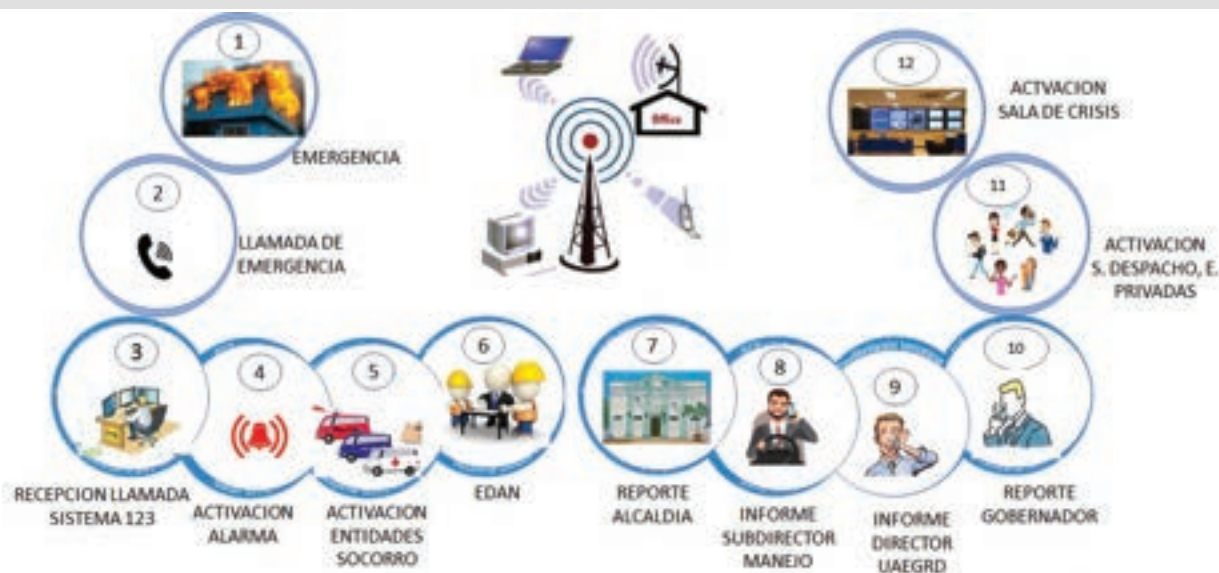 1
EMERGENCIA
2
LLAMADA DE
EMERGENCIA
3
RECEPCION LLAMADA
SISTEMA 123
4
ACTIVACION
ALARMA
5
ACTIVACION
ENTIDADES
SOCORRO
6
EDAN
Office
7
REPORTE
ALCALDIA
8
INFORME
SUBDIRECTOR
MANEJO
9
INFORME
DIRECTOR
UAEGRD
10
REPORTE
GOBERNADOR
11
ACTIVACION
S. DESPACHO, E.
PRIVADAS
12
ACTVACION
SALA DE CRISIS